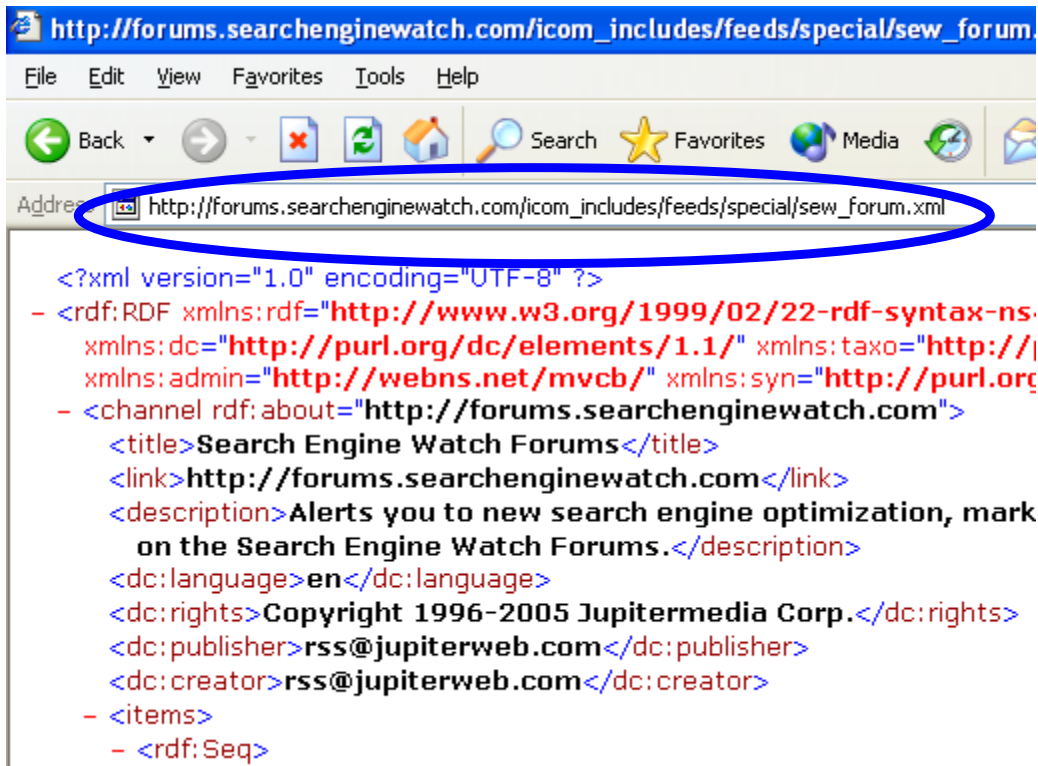 http://forums.searchenginewatch.com/icom_includes/feeds/special/sew_forum.
File Edit View Favorites Tools Help
Back Search Favorites Media
Address http://forums.searchenginewatch.com/icom_includes/feeds/special/sew_forum.xml
<?xml version="1.0" encoding="UTF-8" ?>
- <rdf:RDF xmlns:rdf="http://www.w3.org/1999/02/22-rdf-syntax-ns
xmlns:dc="http://purl.org/dc/elements/1.1/" xmlns:taxo="http://
xmlns:admin="http://webns.net/mvcb/" xmlns:syn="http://purl.org
- <channel rdf:about="http://forums.searchenginewatch.com">
<title>Search Engine Watch Forums</title>
<link>http://forums.searchenginewatch.com</link>
<description>Alerts you to new search engine optimization, mark
on the Search Engine Watch Forums.</description>
<dc:language>en</dc:language>
<dc:rights>Copyright 1996-2005 Jupitermedia Corp.</dc:rights>
<dc:publisher>rss@jupiterweb.com</dc:publisher>
<dc:creator>rss@jupiterweb.com</dc:creator>
- <items>
- <rdf:Seq>